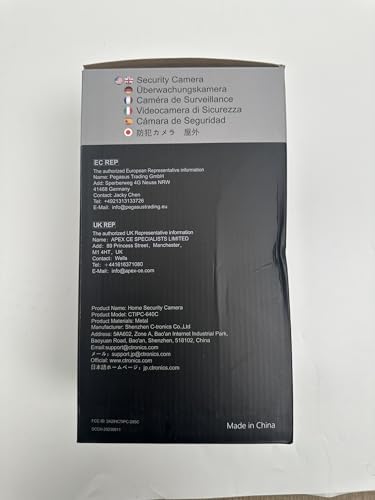 Security Camera
Überwachungskamera
Caméra de Surveillance
Videocamera di Sicurezza
Cámara de Seguridad
防犯カメラ 屋外
EC REP
The authorized European Representative information
Name: Pegasus Trading GmbH
Add: Sperberweg 4G Neuss NRW
41468 Germany
Contact: Jacky Chen
Tel: +4921313133726
E-Mail: info@pegasustrading.eu
UK REP
The authorized UK Representative information
Name: APEX CE SPECIALISTS LIMITED
Add: 89 Princess Street, Manchester,
M1 4HT, UK
Contact: Wells
Tel: +441616371080
E-Mail: info@apex-ce.com
Product Name: Home Security Camera
Product Model: CTIPC-640C
Product Materials: Metal
Manufacturer: Shenzhen C-tronics Co.,Ltd
Address: 5A602, Zone A, Bao'an Internet Industrial Park,
Baoyuan Road, Bao'an, Shenzhen, 518102, China
Email:support@ctronics.com
メール：support.jp@ctronics.com
Official: www.ctronics.com
日本語ホームページ：jp.ctronics.com
FCC ID: 2A2HCTIPC-285C
Made in China